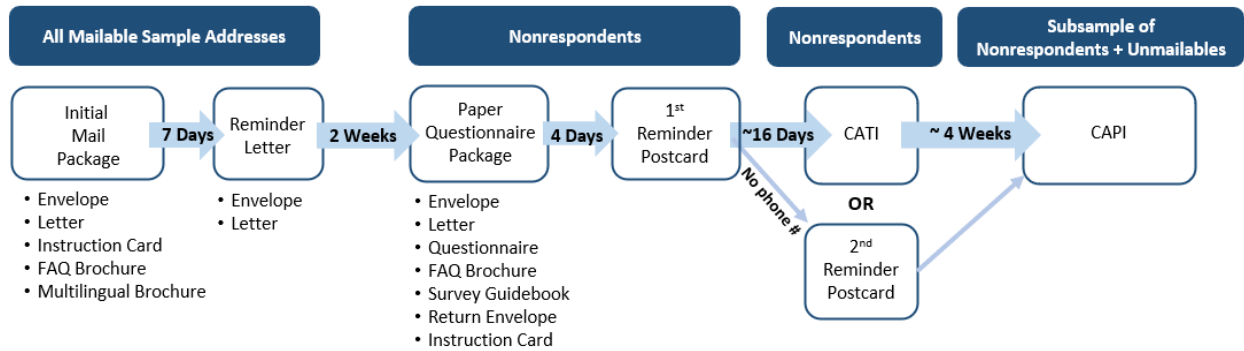 All Mailable Sample Addresses
Nonrespondents
Nonrespondents
Subsample of
Nonrespondents + Unmailables
Initial
Mail
Package
7 Days
Reminder
Letter
2 Weeks
Paper
Questionnaire
Package
4 Days
1st
Reminder
Postcard
~16 Days
CATI
~ 4 Weeks
CAPI
No phone #
OR
2nd
Reminder
Postcard
• Envelope
• Letter
• Instruction Card
• FAQ Brochure
• Multilingual Brochure
• Envelope
• Letter
• Envelope
• Letter
• Questionnaire
• FAQ Brochure
• Survey Guidebook
• Return Envelope
• Instruction Card